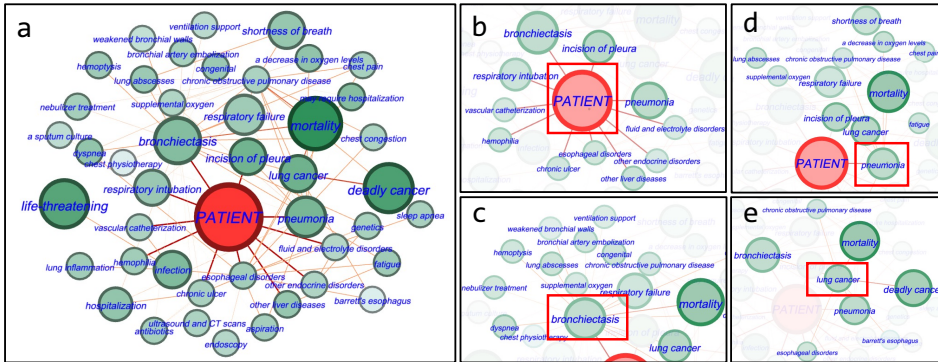 a
ventilation support
weakened bronchial walls
shortness of breath
bronchial artery embolization
a decrease in oxygen levels
hemoptysis
congenital
chest pain
lung abscesses
chronic obstructive pulmonary disease
nebulizer treatment
supplemental oxygen
may require hospitalization
respiratory failure
mortality
a sputum culture
bronchiectasis
chest congestion
dyspnea
incision of pleura
chest physiotherapy
lung cancer
respiratory intubation
deadly cancer
life-threatening
PATIENT
pneumonia
sleep apnea
vascular catheterization
genetics
fluid and electrolyte disorders
hemophilia
lung inflammation
infection
esophageal disorders
fatigue
other endocrine disorders
chronic ulcer
barrett's esophagus
hospitalization
other liver diseases
ultrasound and CT scans
aspiration
antibiotics
endoscopy
b
mortality
bronchiectasis
incision of pleura
respiratory intubation
PATIENT
pneumonia
vascular catheterization
fluid and electrolyte disorders
hemophilia
esophageal disorders
other endocrine disorders
chronic ulcer
other liver diseases
c
ventilation support
weakened bronchial walls
bronchial artery embolization
hemoptysis
congenital
lung abscesses
chronic obstructive pulmonary disease
supplemental oxygen
nebulizer treatment
respiratory failure
mortality
bronchiectasis
dyspnea
chest physiotherapy
lung cancer
d
shortness of breath
a decrease in oxygen levels
chest pain
lung abscesses
chronic obstructive pulmonary disease
supplemental oxygen
respiratory failure
mortality
incision of pleura
fatigue
lung cancer
PATIENT
pneumonia
e
chronic obstructive pulmonary disease
mortality
bronchiectasis
lung cancer
deadly cance
pneumonia
barrett's esophagus
esophageal disorders